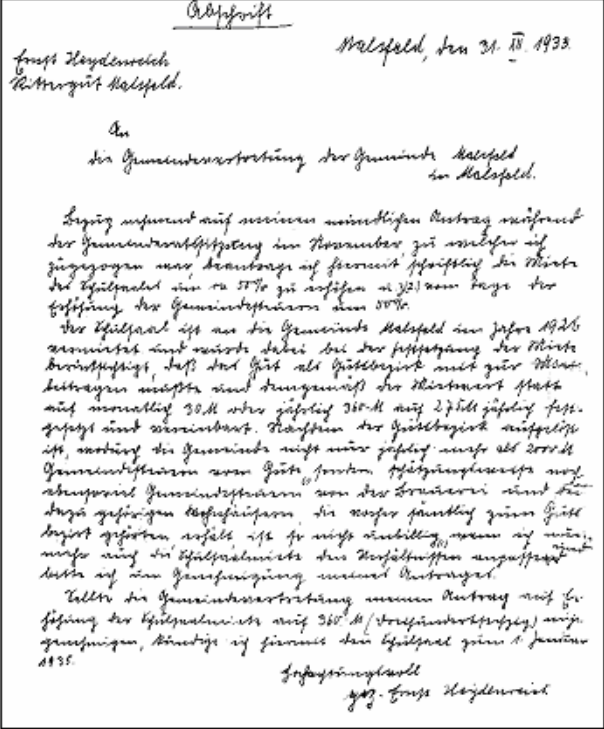 Abschrift
Malsfeld, den 31. XII. 1933.
Ernst Heydenreich
Rittergut Malsfeld.
An
die Gemeindevertretung der Gemeinde Malsfeld
in Malsfeld.
Bezug nehmend auf meinen mündlichen Antrag während
der Gemeinderatssitzung im November zu welcher ich
zugezogen war, beantrage ich hiermit schriftlich die Miete
des Schulsaales um ca 50% zu erhöhen vom Tage der
Erhöhung der Gemeindesteuern um 50%.
Der Schulsaal ist an die Gemeinde Malsfeld im Jahre 1926
vermietet und wurde dabei bei der Festsetzung der Miete
berücksichtigt, daß das Gut als Gutsbezirk mit zur
beitragen müßte und demgemäß der Mietwert statt
auf monatlich 30 M oder jährlich 360 M auf 275 M jährlich fest-
gesetzt und vereinbart. Nachdem der Gutsbezirk aufgelöst
ist, wodurch die Gemeinde nicht nur jährlich mehr als 2000 M
Gemeindesteuern vom Gute, sondern schätzungsweise noch
ebensoviel Gemeindesteuern von der Brauerei und
dazu gehörigen Wohnhäusern, die vorher sämtlich zum Guts
bezirk gehörten, erhält, ist es nicht unbillig, wenn ich nun-
mehr auch die Schulsaalmiete den Verhältnissen anpasse und
bitte ich um Genehmigung meines Antrages.
Sollte die Gemeindevertretung meinen Antrag auf Er-
höhung der Schulsaalmiete auf 360 M (Dreihundertsechzig) nicht
genehmigen, kündige ich hiermit den Schulsaal zum 1. Januar
1935.
Hochachtungsvoll
gez. Ernst Heydenreich